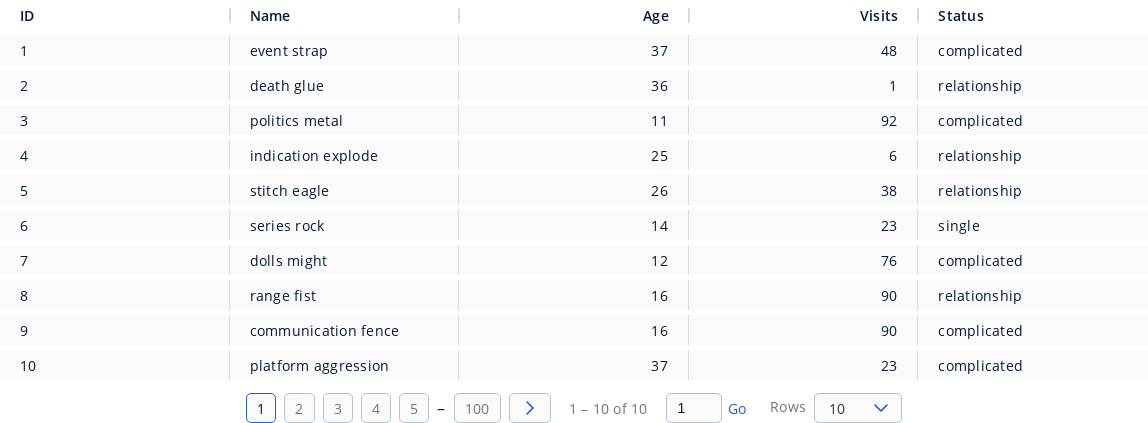 ID Name Age Visits Status
1 event strap 37 48 complicated
2 death glue 36 1 relationship
3 politics metal 11 92 complicated
4 indication explode 25 6 relationship
5 stitch eagle 26 38 relationship
6 series rock 14 23 single
7 dolls might 12 76 complicated
8 range fist 16 90 relationship
9 communication fence 16 90 complicated
10 platform aggression 37 23 complicated
1 2 3 4 5 – 100 1 – 10 of 10 1 Go Rows 10